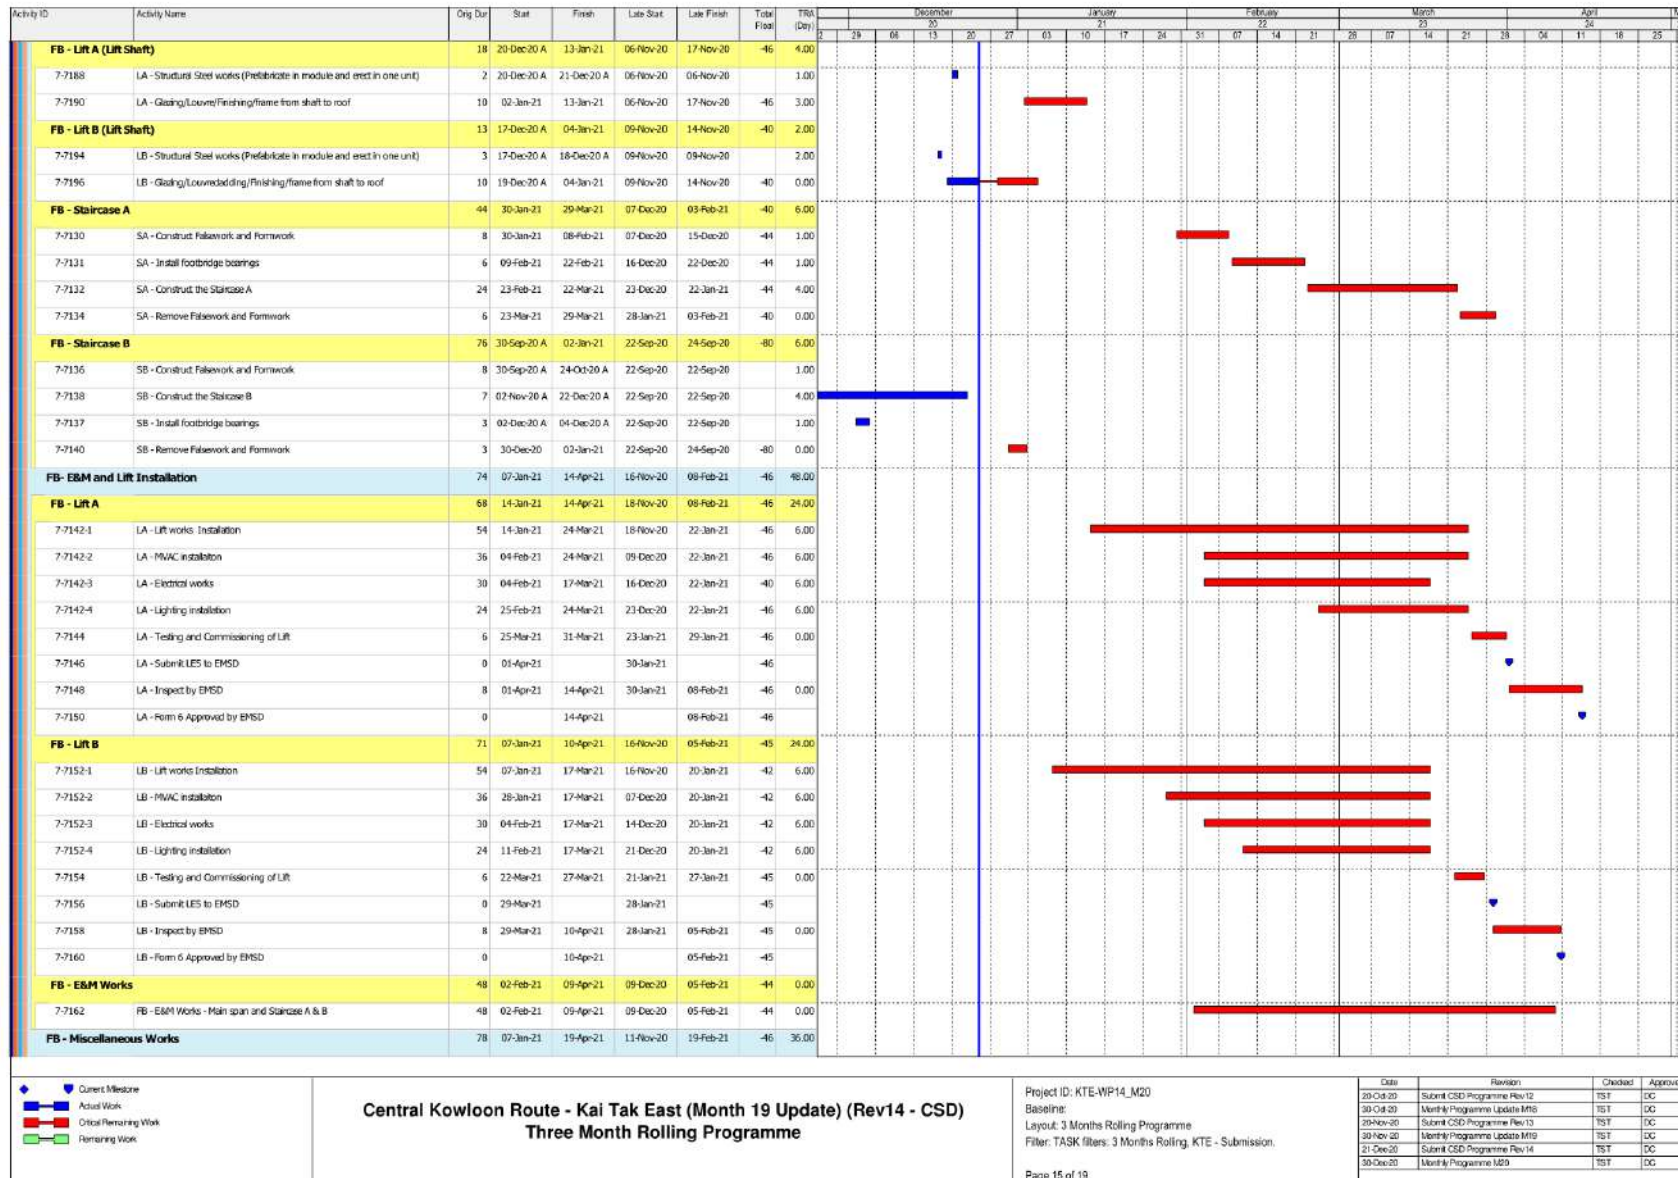 Activity ID Activity Name Orig Dur Start Finish Late Start Late Finish Total Float TRA (Day) December January February March April M
20 21 22 23 24
2 29 06 13 20 27 03 10 17 24 31 07 14 21 28 07 14 21 28 04 11 18 25
FB - Lift A (Lift Shaft) 18 20-Dec-20 A 13-Jan-21 06-Nov-20 17-Nov-20 -46 4.00
7-7188 LA - Structural Steel works (Prefabricate in module and erect in one unit) 2 20-Dec-20 A 21-Dec-20 A 06-Nov-20 06-Nov-20 1.00
7-7190 LA - Glazing/Louvre/Finishing/frame from shaft to roof 10 02-Jan-21 13-Jan-21 06-Nov-20 17-Nov-20 -46 3.00
FB - Lift B (Lift Shaft) 13 17-Dec-20 A 04-Jan-21 09-Nov-20 14-Nov-20 -40 2.00
7-7194 LB - Structural Steel works (Prefabricate in module and erect in one unit) 3 17-Dec-20 A 18-Dec-20 A 09-Nov-20 09-Nov-20 2.00
7-7196 LB - Glazing/Louvredadding/Finishing/frame from shaft to roof 10 19-Dec-20 A 04-Jan-21 09-Nov-20 14-Nov-20 -40 0.00
FB - Staircase A 44 30-Jan-21 29-Mar-21 07-Dec-20 03-Feb-21 -40 6.00
7-7130 SA - Construct Falsework and Formwork 8 30-Jan-21 08-Feb-21 07-Dec-20 15-Dec-20 -44 1.00
7-7131 SA - Install footbridge bearings 6 09-Feb-21 22-Feb-21 16-Dec-20 22-Dec-20 -44 1.00
7-7132 SA - Construct the Staircase A 24 23-Feb-21 22-Mar-21 23-Dec-20 22-Jan-21 -44 4.00
7-7134 SA - Remove Falsework and Formwork 6 23-Mar-21 29-Mar-21 28-Jan-21 03-Feb-21 -40 0.00
FB - Staircase B 76 30-Sep-20 A 02-Jan-21 22-Sep-20 24-Sep-20 -80 6.00
7-7136 SB - Construct Falsework and Formwork 8 30-Sep-20 A 24-Oct-20 A 22-Sep-20 22-Sep-20 1.00
7-7138 SB - Construct the Staircase B 7 02-Nov-20 A 22-Dec-20 A 22-Sep-20 22-Sep-20 4.00
7-7137 SB - Install footbridge bearings 3 02-Dec-20 A 04-Dec-20 A 22-Sep-20 22-Sep-20 1.00
7-7140 SB - Remove Falsework and Formwork 3 30-Dec-20 02-Jan-21 22-Sep-20 24-Sep-20 -80 0.00
FB- E&M and Lift Installation 74 07-Jan-21 14-Apr-21 16-Nov-20 08-Feb-21 -46 48.00
FB - Lift A 68 14-Jan-21 14-Apr-21 18-Nov-20 08-Feb-21 -46 24.00
7-7142-1 LA - Lift works Installation 54 14-Jan-21 24-Mar-21 18-Nov-20 22-Jan-21 -46 6.00
7-7142-2 LA - MVAC installaiton 36 04-Feb-21 24-Mar-21 09-Dec-20 22-Jan-21 -46 6.00
7-7142-3 LA - Electrical works 30 04-Feb-21 17-Mar-21 16-Dec-20 22-Jan-21 -40 6.00
7-7142-4 LA - Lighting installation 24 25-Feb-21 24-Mar-21 23-Dec-20 22-Jan-21 -46 6.00
7-7144 LA - Testing and Commissioning of Lift 6 25-Mar-21 31-Mar-21 23-Jan-21 29-Jan-21 -46 0.00
7-7146 LA - Submit LE5 to EMSD 0 01-Apr-21 30-Jan-21 -46
7-7148 LA - Inspect by EMSD 8 01-Apr-21 14-Apr-21 30-Jan-21 08-Feb-21 -46 0.00
7-7150 LA - Form 6 Approved by EMSD 0 14-Apr-21 08-Feb-21 -46
FB - Lift B 71 07-Jan-21 10-Apr-21 16-Nov-20 05-Feb-21 -45 24.00
7-7152-1 LB - Lift works Installation 54 07-Jan-21 17-Mar-21 16-Nov-20 20-Jan-21 -42 6.00
7-7152-2 LB - MVAC installaiton 36 28-Jan-21 17-Mar-21 07-Dec-20 20-Jan-21 -42 6.00
7-7152-3 LB - Electrical works 30 04-Feb-21 17-Mar-21 14-Dec-20 20-Jan-21 -42 6.00
7-7152-4 LB - Lighting installation 24 11-Feb-21 17-Mar-21 21-Dec-20 20-Jan-21 -42 6.00
7-7154 LB - Testing and Commissioning of Lift 6 22-Mar-21 27-Mar-21 21-Jan-21 27-Jan-21 -45 0.00
7-7156 LB - Submit LE5 to EMSD 0 29-Mar-21 28-Jan-21 -45
7-7158 LB - Inspect by EMSD 8 29-Mar-21 10-Apr-21 28-Jan-21 05-Feb-21 -45 0.00
7-7160 LB - Form 6 Approved by EMSD 0 10-Apr-21 05-Feb-21 -45
FB - E&M Works 48 02-Feb-21 09-Apr-21 09-Dec-20 05-Feb-21 -44 0.00
7-7162 FB - E&M Works - Main span and Staircase A & B 48 02-Feb-21 09-Apr-21 09-Dec-20 05-Feb-21 -44 0.00
FB - Miscellaneous Works 78 07-Jan-21 19-Apr-21 11-Nov-20 19-Feb-21 -46 36.00
Current Milestone
Actual Work
Critical Remaining Work
Remaining Work
Central Kowloon Route - Kai Tak East (Month 19 Update) (Rev14 - CSD)
Three Month Rolling Programme
Project ID: KTE-WP14_M20
Baseline:
Layout: 3 Months Rolling Programme
Filter: TASK filters: 3 Months Rolling, KTE - Submission.
Page 15 of 19
Date Revision Checked Approve
20-Oct-20 Submit CSD Programme Rev12 TST DC
30-Oct-20 Monthly Programme Update M18 TST DC
20-Nov-20 Submit CSD Programme Rev13 TST DC
30-Nov-20 Monthly Programme Update M19 TST DC
21-Dec-20 Submit CSD Programme Rev14 TST DC
30-Dec-20 Monthly Programme M20 TST DC